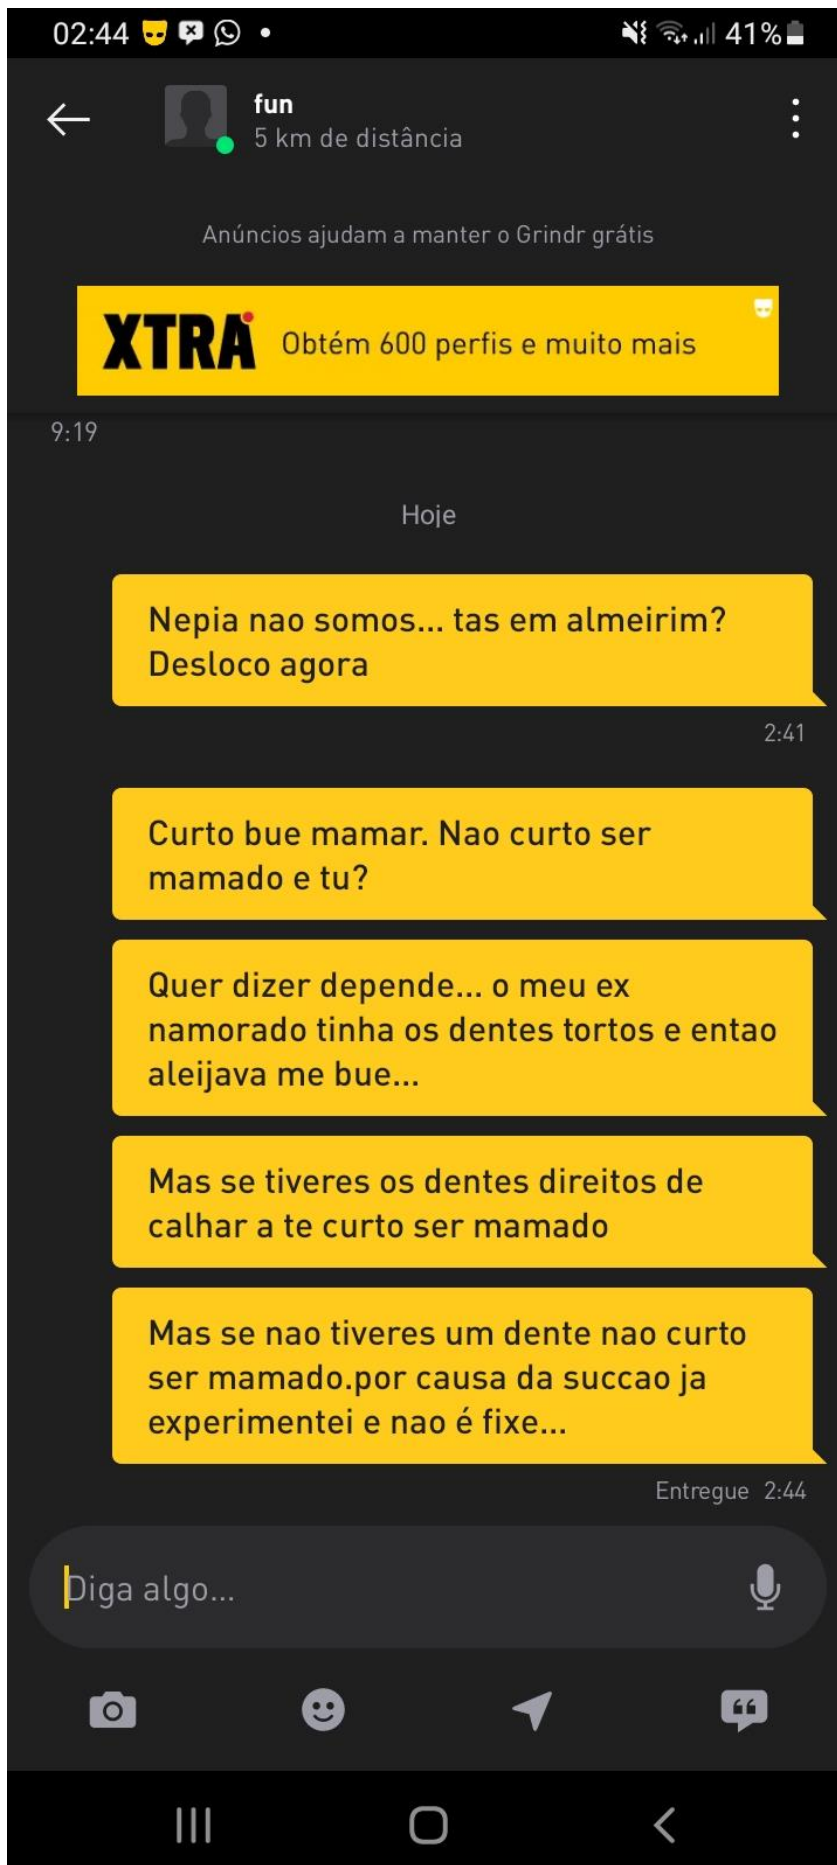 02:44
41%
fun
5 km de distância
Anúncios ajudam a manter o Grindr grátis
XTRA Obtém 600 perfis e muito mais
9:19
Hoje
Nepia nao somos... tas em almeirim?
Desloco agora
2:41
Curto bue mamar. Nao curto ser
mamado e tu?
Quer dizer depende... o meu ex
namorado tinha os dentes tortos e entao
aleijava me bue...
Mas se tiveres os dentes direitos de
calhar a te curto ser mamado
Mas se nao tiveres um dente nao curto
ser mamado.por causa da succao ja
experimentei e nao é fixe...
Entregue 2:44
Diga algo...